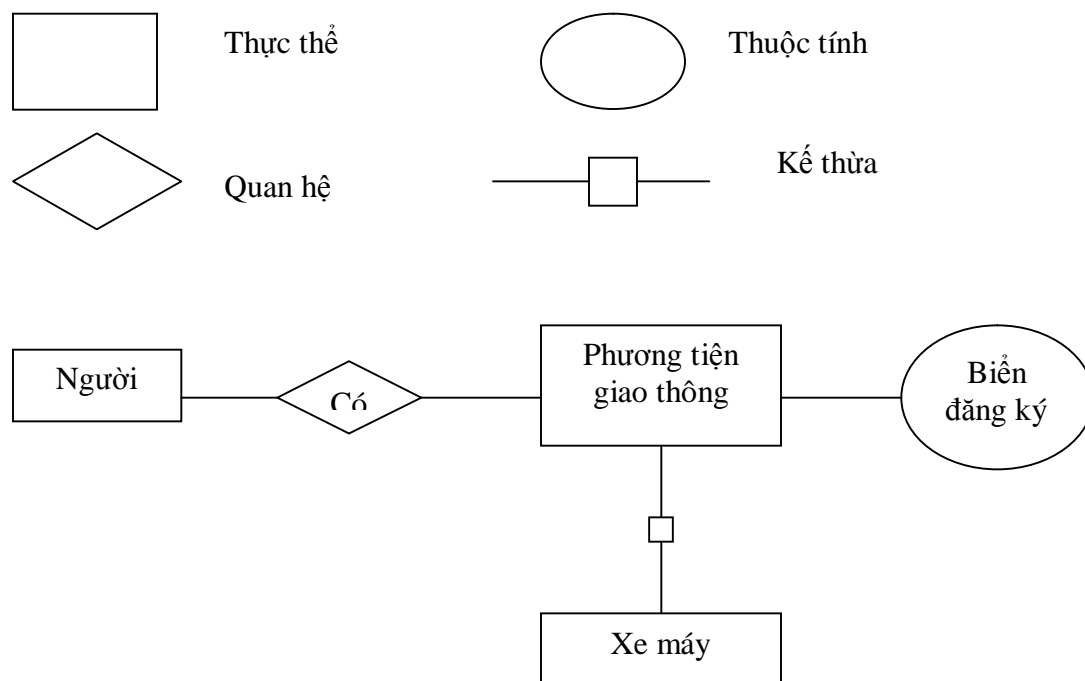 Thực thể
Thuộc tính
Quan hệ
Kế thừa
Người
Có
Phương tiện
giao thông
Biển
đăng ký
Xe máy